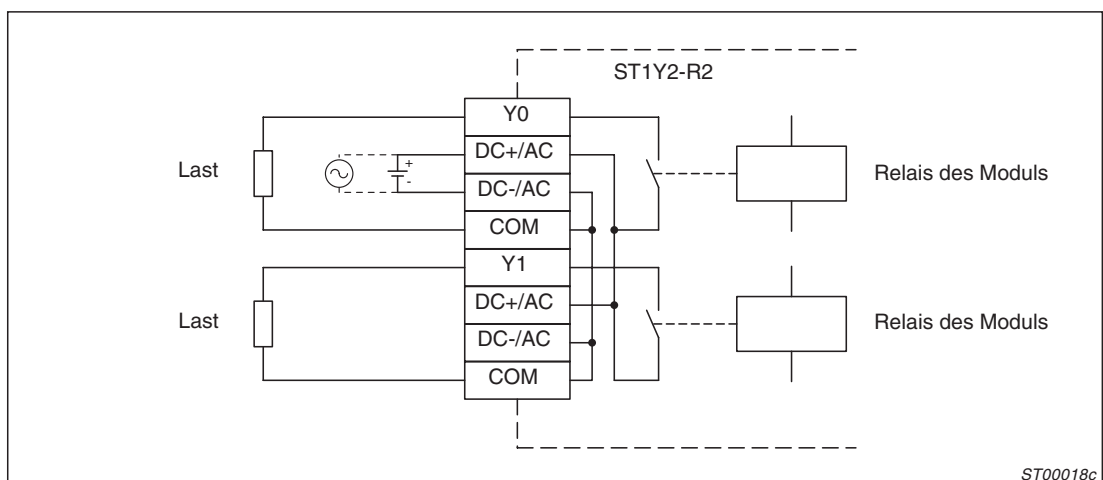 ST1Y2-R2
Y0
DC+/AC
+
-
DC-/AC
COM
Last
Relais des Moduls
Y1
DC+/AC
DC-/AC
COM
Last
Relais des Moduls
ST00018c